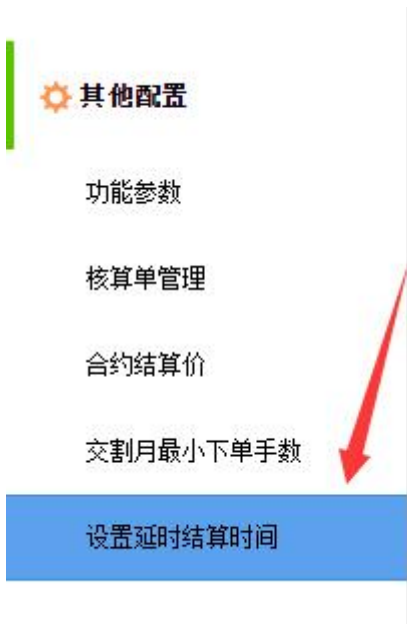 其他配置
功能参数
核算单管理
合约结算价
交割月最小下单手数
设置延时结算时间